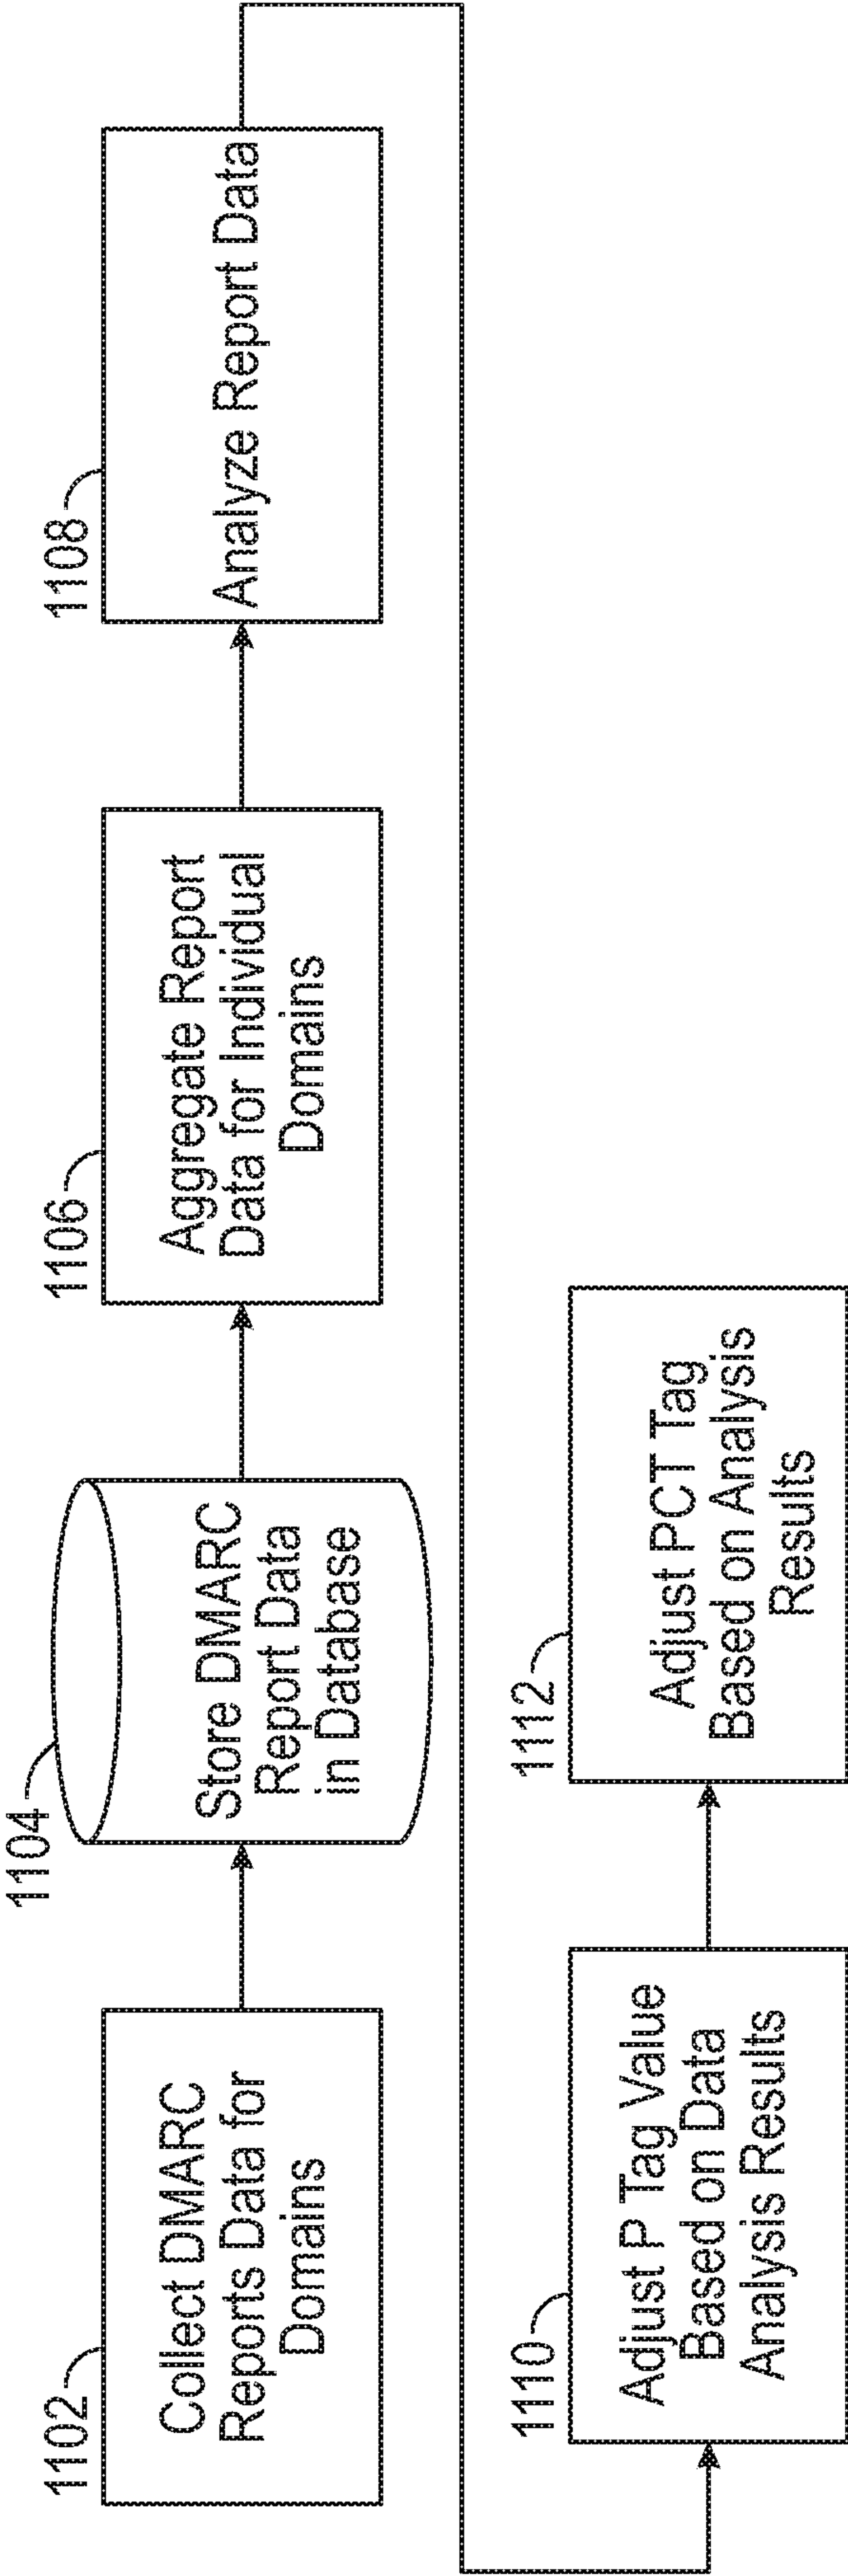 1102
Collect DMARC
Reports Data for
Domains
1104
Store DMARC
Report Data
in Database
1106
Aggregate Report
Data for Individual
Domains
1108
Analyze Report Data
1110
Adjust P Tag Value
Based on Data
Analysis Results
1112
Adjust PCT Tag
Based on Analysis
Results